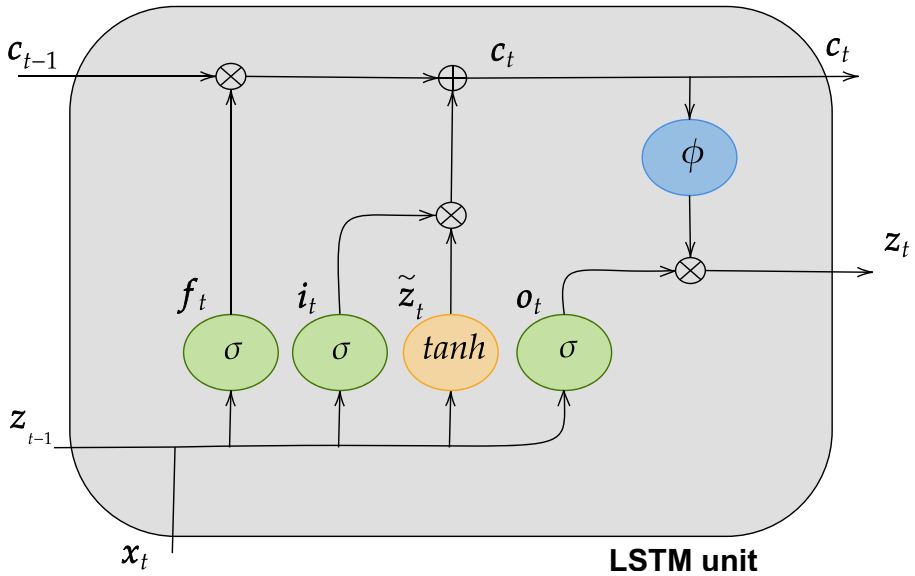 c_{t-1}
c_t
c_t
ϕ
z_t
f_t
i_t
z̃_t
o_t
σ
σ
tanh
σ
z_{t-1}
x_t
LSTM unit